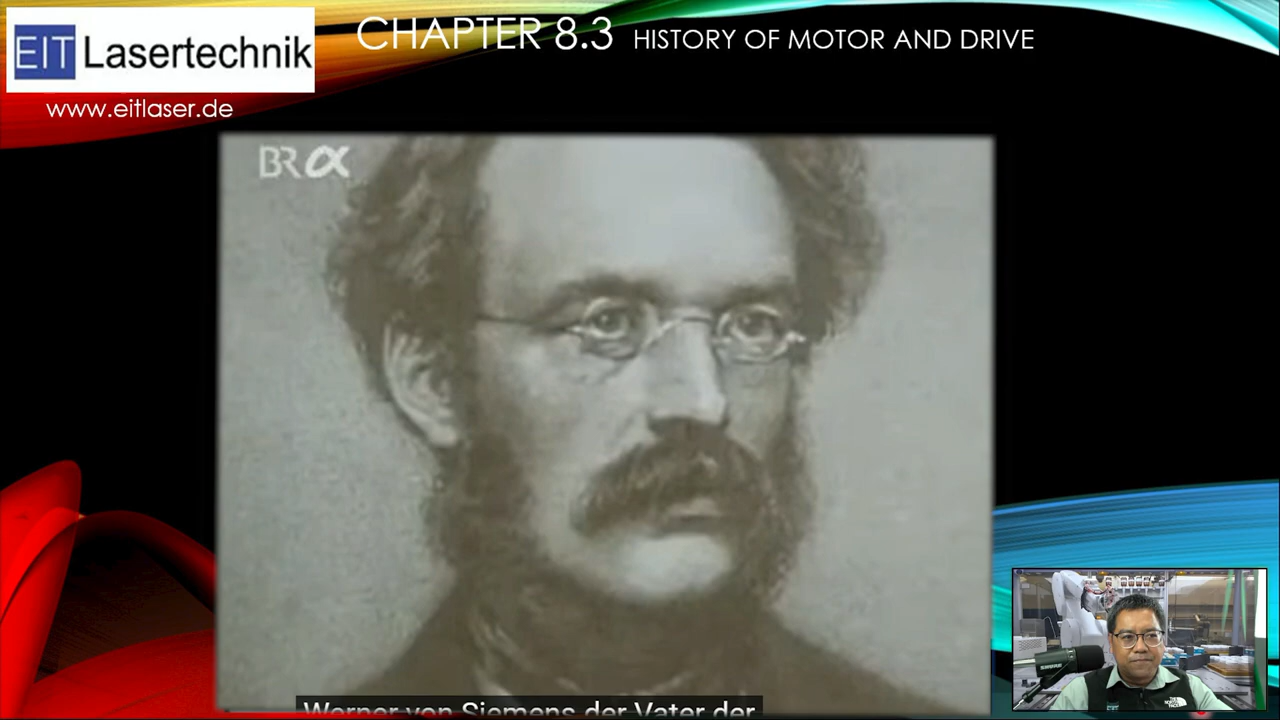 EIT Lasertechnik
CHAPTER 8.3 HISTORY OF MOTOR AND DRIVE
www.eitlaser.de
BRα
Werner von Siemens der Vater der